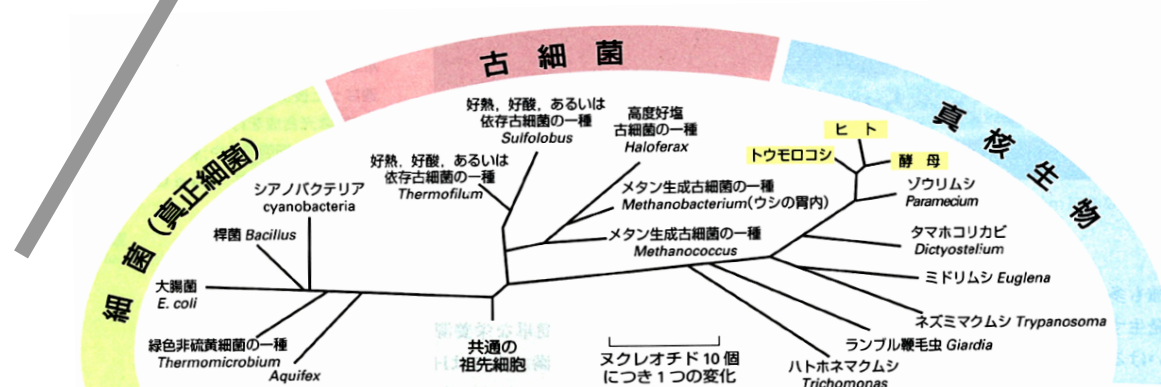 古細菌
真核生物
細菌(真正細菌)
好熱,好酸,あるいは
依存古細菌の一種
Sulfolobus
高度好塩
古細菌の一種
Haloferax
ヒト
トウモロコシ
酵母
好熱,好酸,あるいは
依存古細菌の一種
Thermofilum
シアノバクテリア
cyanobacteria
メタン生成古細菌の一種
Methanobacterium(ウシの胃内)
ゾウリムシ
Paramecium
桿菌 Bacillus
メタン生成古細菌の一種
Methanococcus
タマホコリカビ
Dictyostelium
大腸菌
E. coli
ミドリムシ Euglena
ネズミマクムシ Trypanosoma
緑色非硫黄細菌の一種
Thermomicrobium
Aquifex
共通の
祖先細胞
ヌクレオチド10個
につき1つの変化
ランブル鞭毛虫 Giardia
ハトホネマクムシ
Trichomonas